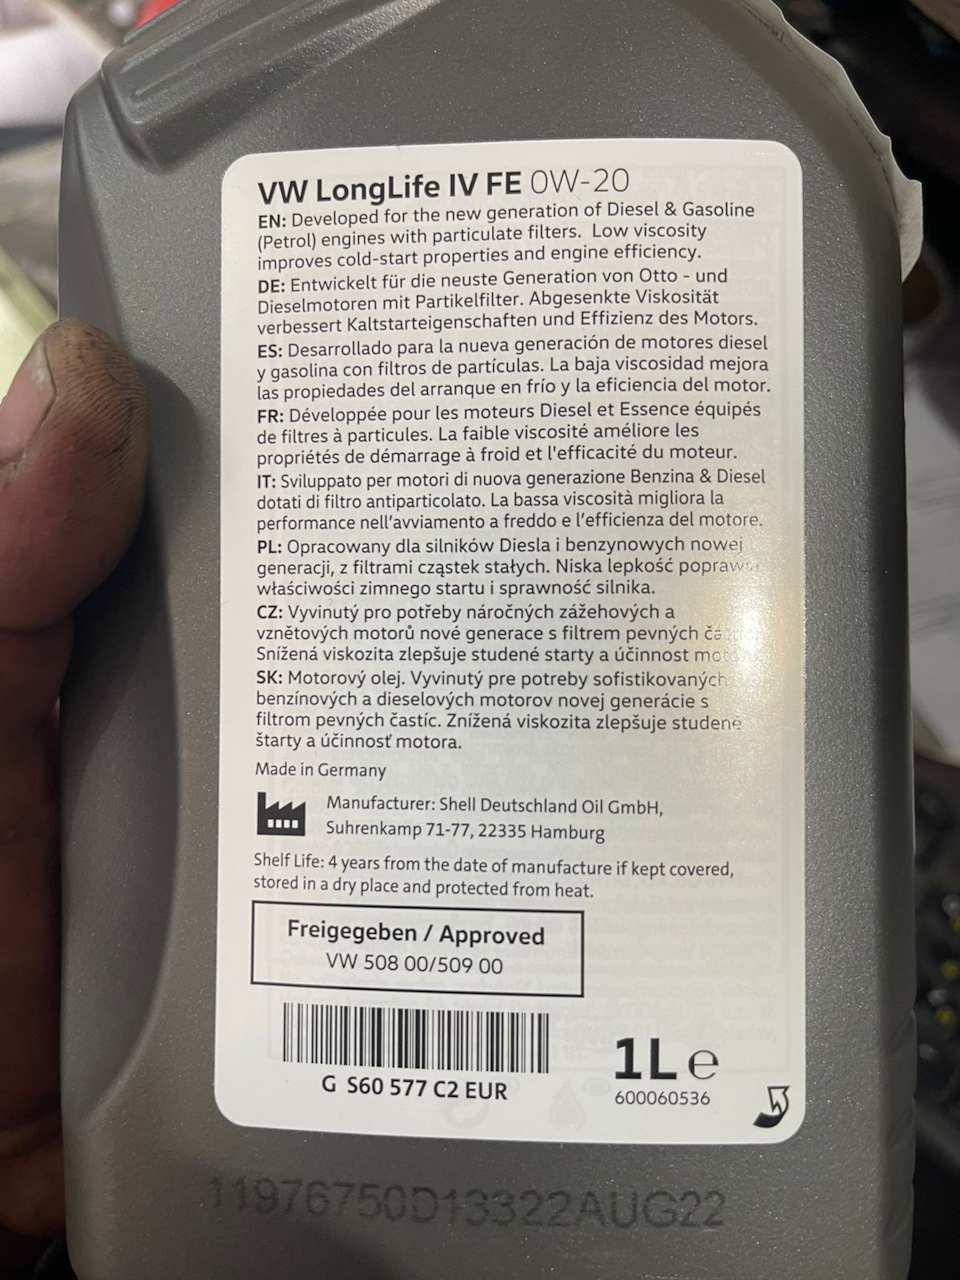 VW LongLife IV FE 0W-20
EN: Developed for the new generation of Diesel & Gasoline
(Petrol) engines with particulate filters. Low viscosity
improves cold-start properties and engine efficiency.
DE: Entwickelt für die neuste Generation von Otto - und
Dieselmotoren mit Partikelfilter. Abgesenkte Viskosität
verbessert Kaltstarteigenschaften und Effizienz des Motors.
ES: Desarrollado para la nueva generación de motores diesel
y gasolina con filtros de partículas. La baja viscosidad mejora
las propiedades del arranque en frío y la eficiencia del motor.
FR: Développée pour les moteurs Diesel et Essence équipés
de filtres à particules. La faible viscosité améliore les
propriétés de démarrage à froid et l'efficacité du moteur.
IT: Sviluppato per motori di nuova generazione Benzina & Diesel
dotati di filtro antiparticolato. La bassa viscosità migliora la
performance nell'avviamento a freddo e l'efficienza del motore.
PL: Opracowany dla silników Diesla i benzynowych nowej
generacji, z filtrami cząstek stałych. Niska lepkość poprawia
właściwości zimnego startu i sprawność silnika.
CZ: Vyvinutý pro potřeby náročných zážehových a
vznětových motorů nové generace s filtrem pevných
Snížená viskozita zlepšuje studené starty a účinnost
SK: Motorový olej. Vyvinutý pre potreby sofistikovaných
benzínových a dieselových motorov novej generácie s
filtrom pevných častíc. Znížená viskozita zlepšuje studené
štarty a účinnosť motora.
Made in Germany
Manufacturer: Shell Deutschland Oil GmbH,
Suhrenkamp 71-77, 22335 Hamburg
Shelf Life: 4 years from the date of manufacture if kept covered,
stored in a dry place and protected from heat.
Freigegeben / Approved
VW 508 00/509 00
G S60 577 C2 EUR
1L e
600060536
11976750D13322AUG22